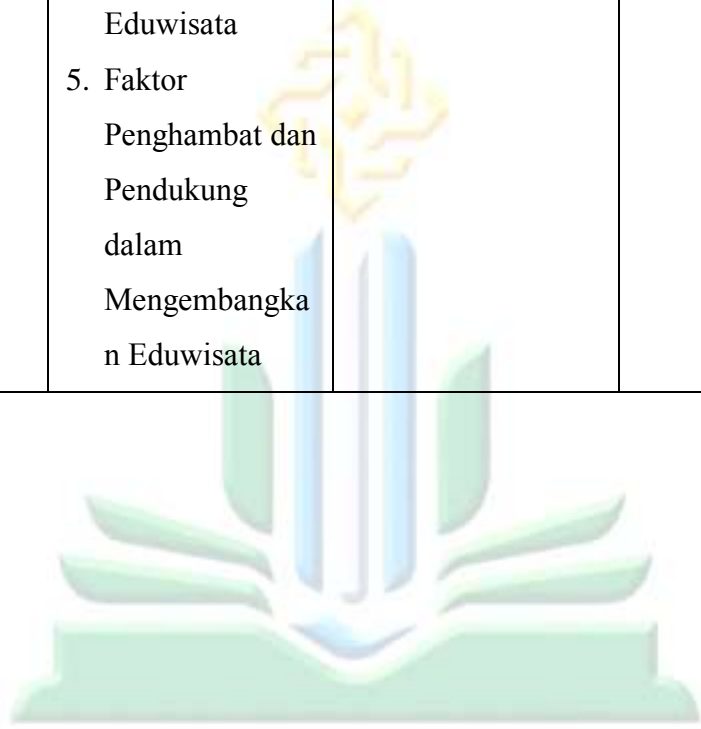 Eduwisata
5. Faktor
Penghambat dan
Pendukung
dalam
Mengembangka
n Eduwisata